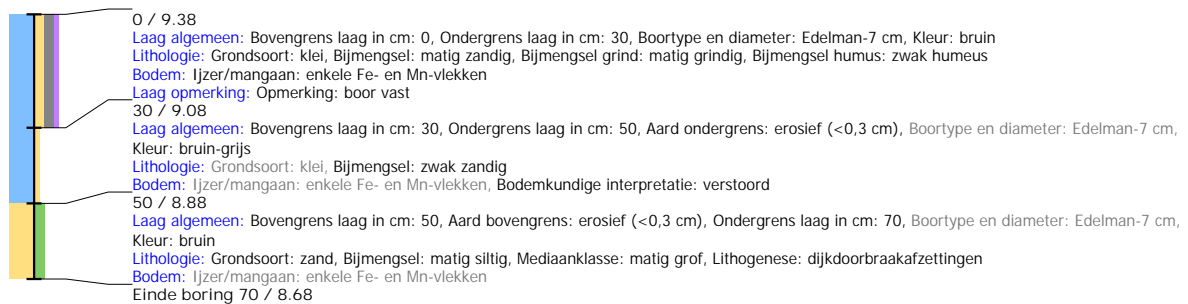 0 / 9.38
Laag algemeen: Bovengrens laag in cm: 0, Ondergrens laag in cm: 30, Boortype en diameter: Edelman-7 cm, Kleur: bruin
Lithologie: Grondsoort: klei, Bijmengsel: matig zandig, Bijmengsel grind: matig grindig, Bijmengsel humus: zwak humeus
Bodem: Ijzer/mangaan: enkele Fe- en Mn-vlekken
Laag opmerking: Opmerking: boor vast
30 / 9.08
Laag algemeen: Bovengrens laag in cm: 30, Ondergrens laag in cm: 50, Aard ondergrens: erosief (<0,3 cm), Boortype en diameter: Edelman-7 cm,
Kleur: bruin-grijs
Lithologie: Grondsoort: klei, Bijmengsel: zwak zandig
Bodem: Ijzer/mangaan: enkele Fe- en Mn-vlekken, Bodemkundige interpretatie: verstoord
50 / 8.88
Laag algemeen: Bovengrens laag in cm: 50, Aard bovengrens: erosief (<0,3 cm), Ondergrens laag in cm: 70, Boortype en diameter: Edelman-7 cm,
Kleur: bruin
Lithologie: Grondsoort: zand, Bijmengsel: matig siltig, Mediaanklasse: matig grof, Lithogenese: dijkdoorbraakafzettingen
Bodem: Ijzer/mangaan: enkele Fe- en Mn-vlekken
Einde boring 70 / 8.68